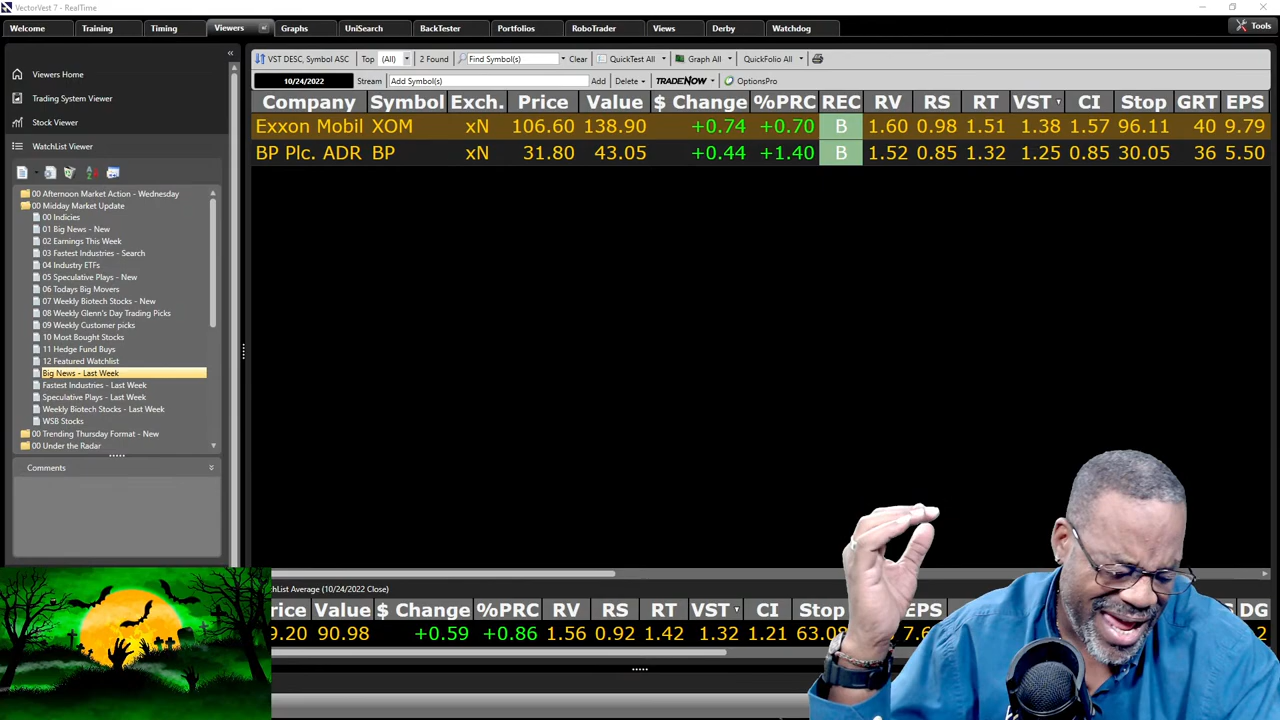 VectorVest 7 - RealTime
Welcome Training Timing Viewers Graphs UniSearch BackTester Portfolios RoboTrader Views Derby Watchdog Tools
VST DESC, Symbol ASC Top (All) 2 Found Find Symbol(s) Clear QuickTest All Graph All QuickFolio All
10/24/2022 Stream Add Symbol(s) Add Delete TRADENOW OptionsPro
Viewers Home
Trading System Viewer
Stock Viewer
WatchList Viewer
00 Afternoon Market Action - Wednesday
00 Midday Market Update
00 Indicies
01 Big News - New
02 Earnings This Week
03 Fastest Industries - Search
04 Industry ETFs
05 Speculative Plays - New
06 Todays Big Movers
07 Weekly Biotech Stocks - New
08 Weekly Glenn's Day Trading Picks
09 Weekly Customer picks
10 Most Bought Stocks
11 Hedge Fund Buys
12 Featured Watchlist
Big News - Last Week
Fastest Industries - Last Week
Speculative Plays - Last Week
Weekly Biotech Stocks - Last Week
WSB Stocks
00 Trending Thursday Format - New
00 Under the Radar
Comments
Company Symbol Exch. Price Value $ Change %PRC REC RV RS RT VST CI Stop GRT EPS
Exxon Mobil XOM xN 106.60 138.90 +0.74 +0.70 B 1.60 0.98 1.51 1.38 1.57 96.11 40 9.79
BP Plc. ADR BP xN 31.80 43.05 +0.44 +1.40 B 1.52 0.85 1.32 1.25 0.85 30.05 36 5.50
Average (10/24/2022 Close)
Value $ Change %PRC RV RS RT VST CI Stop EPS DG
9.20 90.98 +0.59 +0.86 1.56 0.92 1.42 1.32 1.21